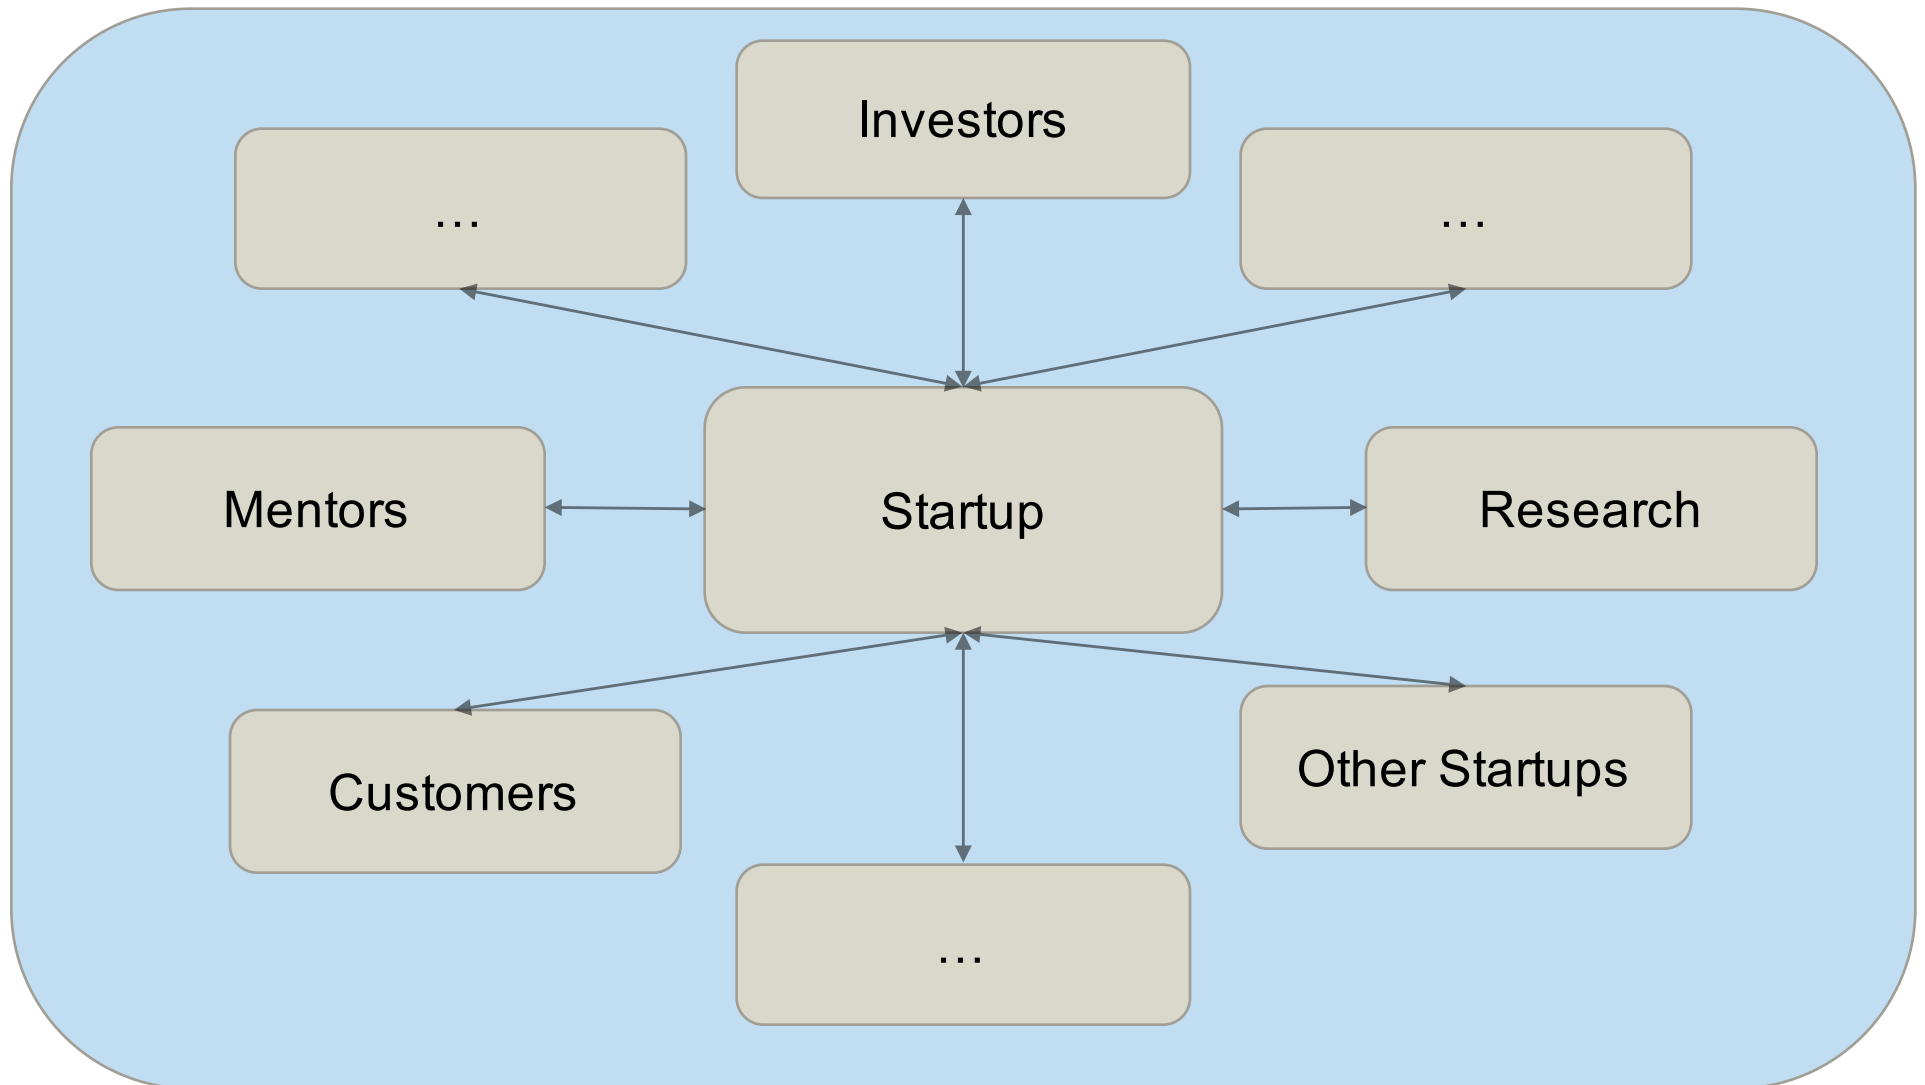 Investors
…
…
Mentors
Startup
Research
Customers
Other Startups
…